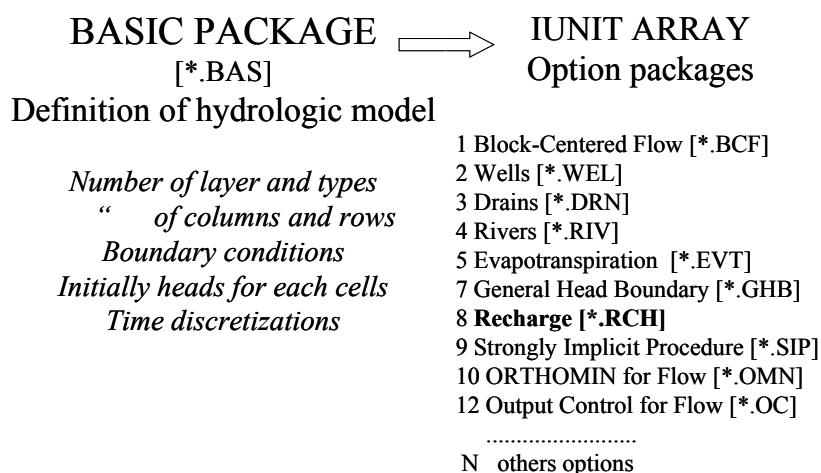 BASIC PACKAGE
[*.BAS]
Definition of hydrologic model
Number of layer and types
“ of columns and rows
Boundary conditions
Initially heads for each cells
Time discretizations
IUNIT ARRAY
Option packages
1 Block-Centered Flow [*.BCF]
2 Wells [*.WEL]
3 Drains [*.DRN]
4 Rivers [*.RIV]
5 Evapotranspiration [*.EVT]
7 General Head Boundary [*.GHB]
8 Recharge [*.RCH]
9 Strongly Implicit Procedure [*.SIP]
10 ORTHOMIN for Flow [*.OMN]
12 Output Control for Flow [*.OC]
.........................
N others options